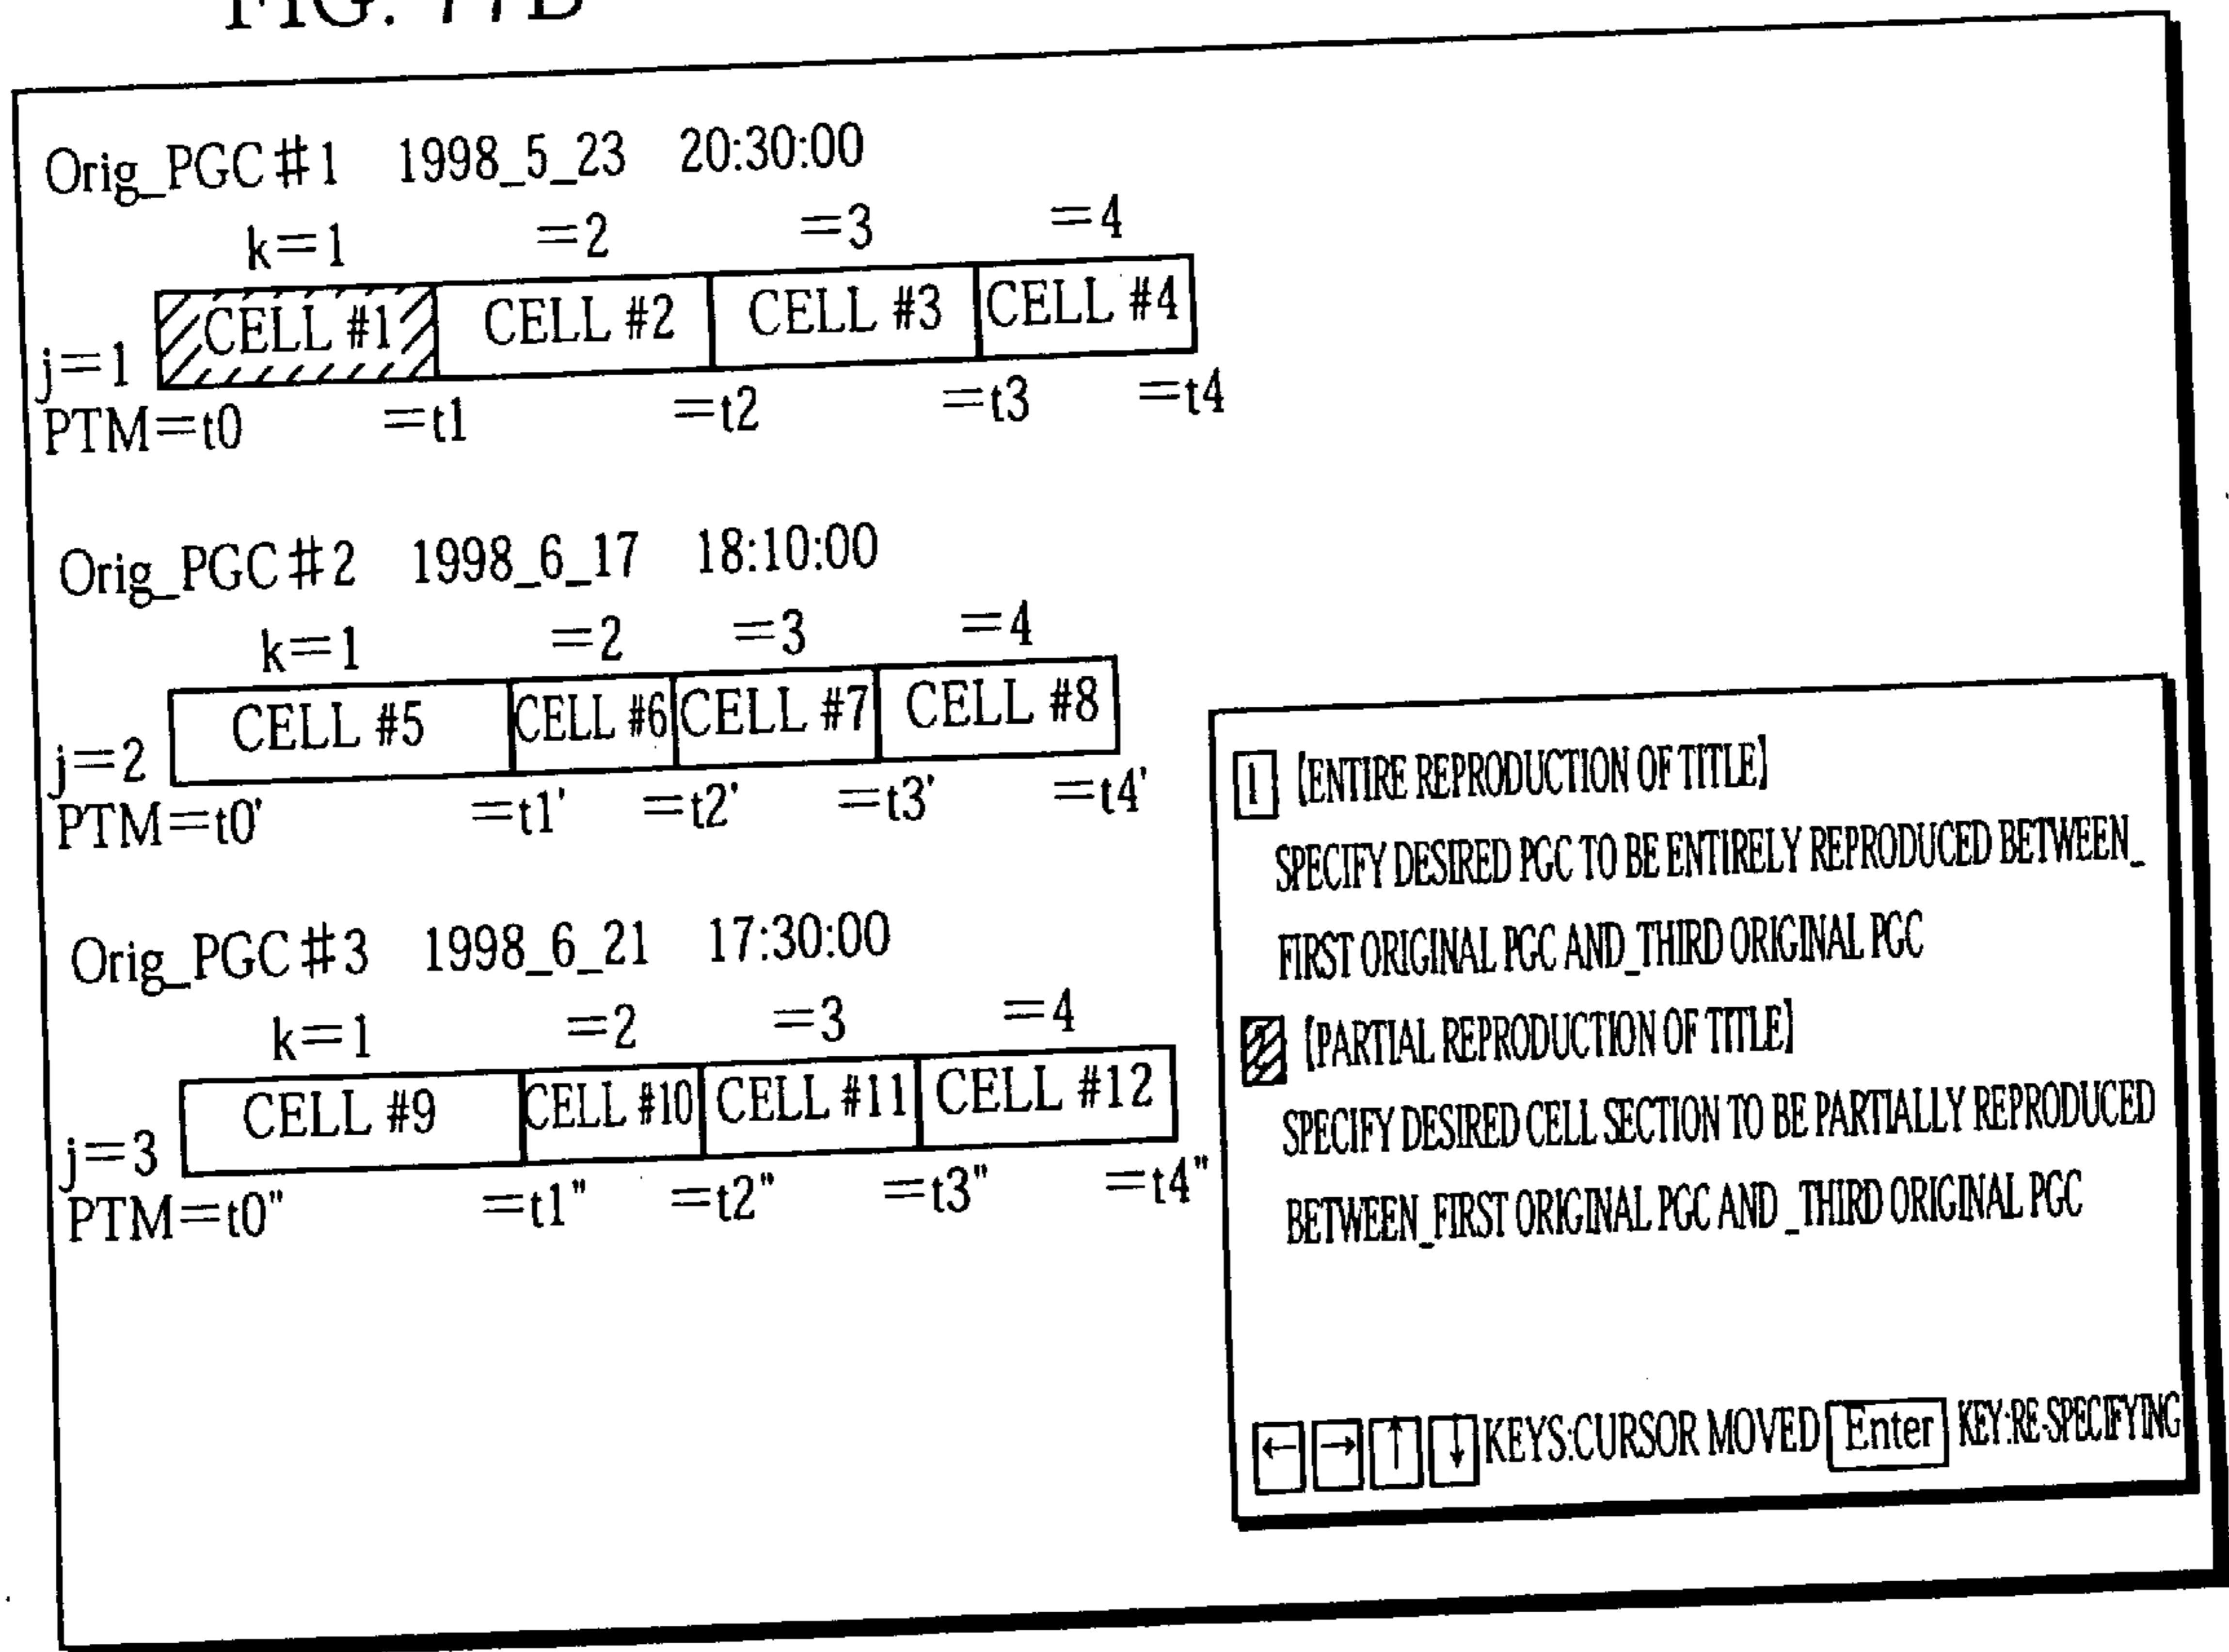 FIG. 77B
Orig_PGC#1 1998_5_23 20:30:00
k=1 =2 =3 =4
j=1 CELL #1 CELL #2 CELL #3 CELL #4
PTM=t0 =t1 =t2 =t3 =t4
Orig_PGC#2 1998_6_17 18:10:00
k=1 =2 =3 =4
j=2 CELL #5 CELL #6 CELL #7 CELL #8
PTM=t0' =t1' =t2' =t3' =t4'
Orig_PGC#3 1998_6_21 17:30:00
k=1 =2 =3 =4
j=3 CELL #9 CELL #10 CELL #11 CELL #12
PTM=t0" =t1" =t2" =t3" =t4"
1 [ENTIRE REPRODUCTION OF TITLE]
SPECIFY DESIRED PGC TO BE ENTIRELY REPRODUCED BETWEEN_
FIRST ORIGINAL PGC AND_THIRD ORIGINAL PGC
[PARTIAL REPRODUCTION OF TITLE]
SPECIFY DESIRED CELL SECTION TO BE PARTIALLY REPRODUCED
BETWEEN_FIRST ORIGINAL PGC AND _THIRD ORIGINAL PGC
← → ↑ ↓ KEYS:CURSOR MOVED Enter KEY:RE-SPECIFYING